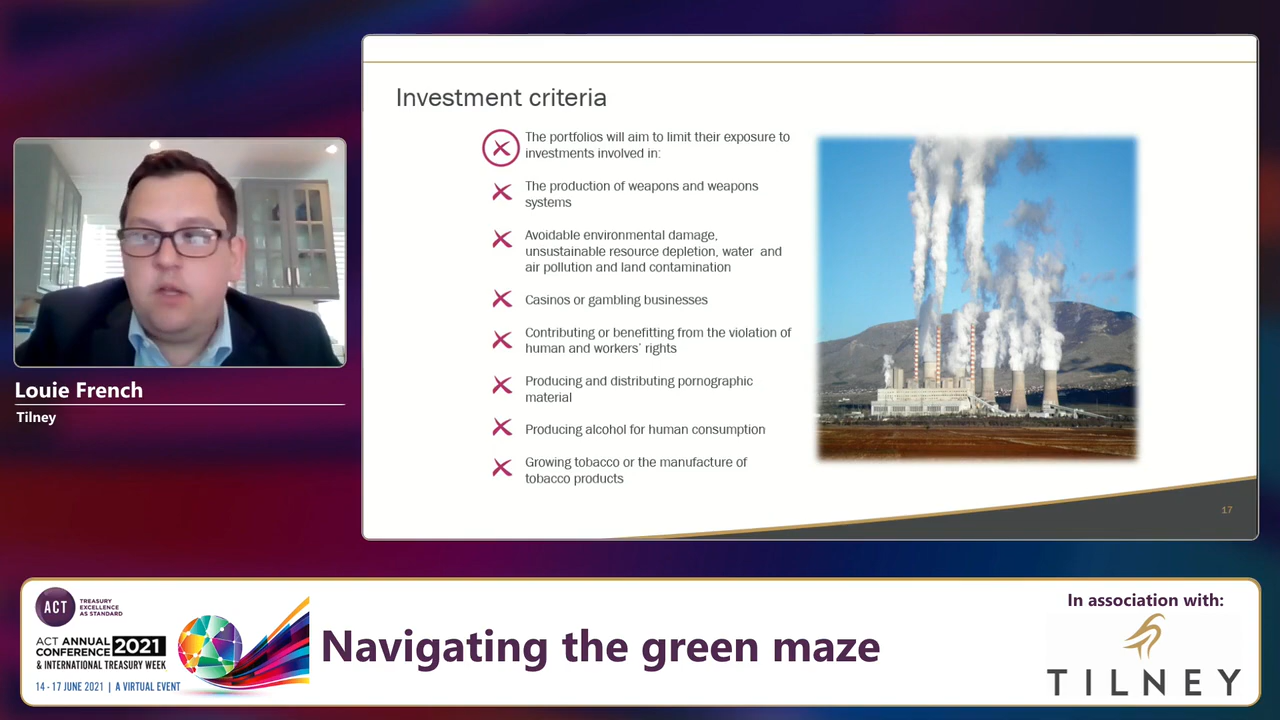 Investment criteria
The portfolios will aim to limit their exposure to
investments involved in:
The production of weapons and weapons
systems
Avoidable environmental damage,
unsustainable resource depletion, water and
air pollution and land contamination
Casinos or gambling businesses
Contributing or benefitting from the violation of
human and workers' rights
Producing and distributing pornographic
material
Producing alcohol for human consumption
Growing tobacco or the manufacture of
tobacco products
17
Louie French
Tilney
ACT
TREASURY
EXCELLENCE
AS STANDARD
ACT ANNUAL
CONFERENCE 2021
& INTERNATIONAL TREASURY WEEK
14 - 17 JUNE 2021 | A VIRTUAL EVENT
Navigating the green maze
In association with:
TILNEY